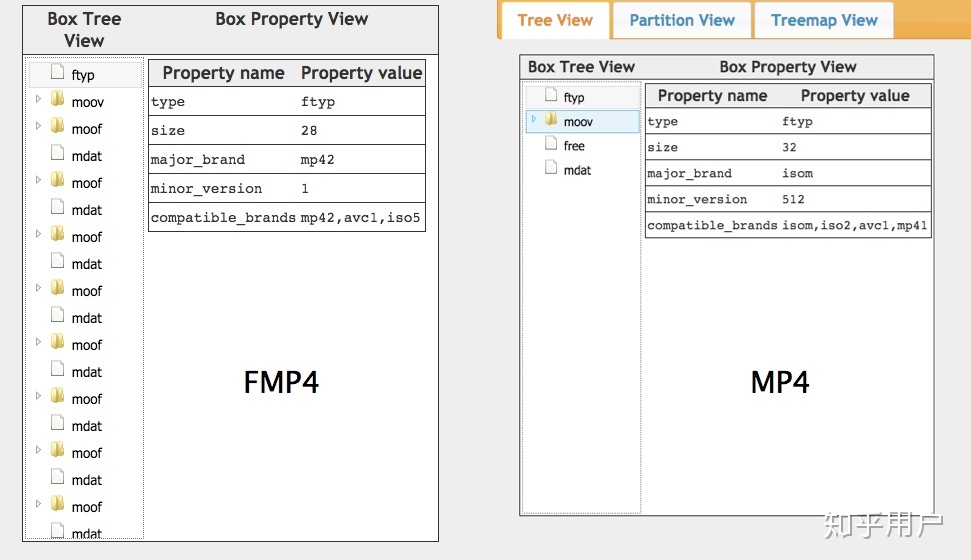 Box Tree View
Box Property View
ftyp
moov
moof
mdat
moof
mdat
moof
mdat
moof
mdat
moof
mdat
moof
mdat
moof
mdat
moof
mdat
Property name Property value
type ftyp
size 28
major_brand mp42
minor_version 1
compatible_brands mp42,avc1,iso5
FMP4
Tree View Partition View Treemap View
Box Tree View
Box Property View
ftyp
moov
free
mdat
Property name Property value
type ftyp
size 32
major_brand isom
minor_version 512
compatible_brands isom,iso2,avc1,mp41
MP4
知乎用户